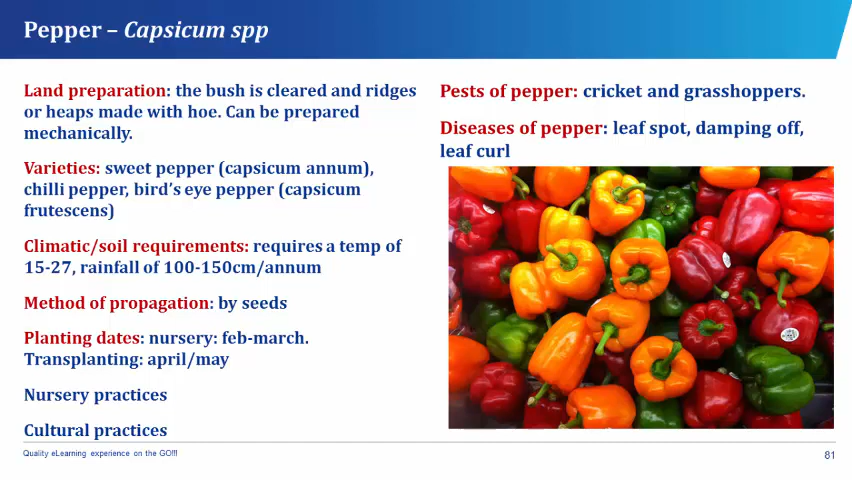 Pepper – Capsicum spp
Land preparation: the bush is cleared and ridges
or heaps made with hoe. Can be prepared
mechanically.
Varieties: sweet pepper (capsicum annum),
chilli pepper, bird's eye pepper (capsicum
frutescens)
Climatic/soil requirements: requires a temp of
15-27, rainfall of 100-150cm/annum
Method of propagation: by seeds
Planting dates: nursery: feb-march.
Transplanting: april/may
Nursery practices
Cultural practices
Pests of pepper: cricket and grasshoppers.
Diseases of pepper: leaf spot, damping off,
leaf curl
Quality eLearning experience on the GO!!!
81